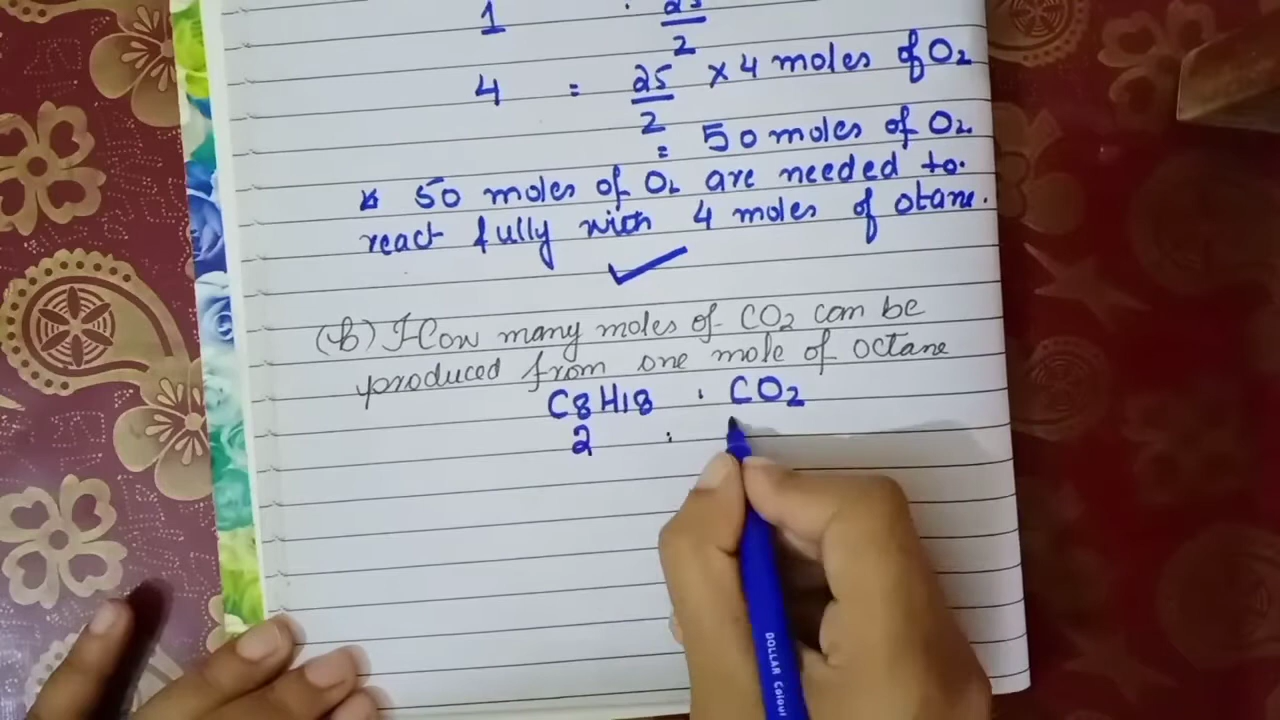 1 : 25
2
4 = 25 × 4 moles of O2
2
= 50 moles of O2
* 50 moles of O2 are needed to
react fully with 4 moles of otane.
(b) How many moles of CO2 can be
produced from one mole of octane
C8H18 : CO2
2 :
DOLLAR Colour